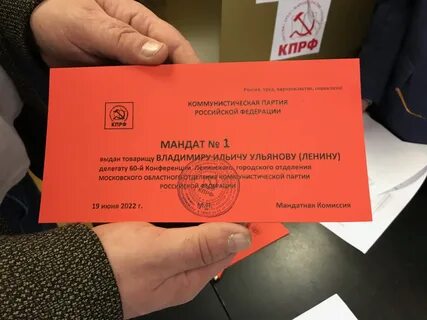 КПРФ
Россия, труд, народовластие, социализм!
КОММУНИСТИЧЕСКАЯ ПАРТИЯ
РОССИЙСКОЙ ФЕДЕРАЦИИ
КПРФ
МАНДАТ № 1
выдан товарищу ВЛАДИМИРУ ИЛЬИЧУ УЛЬЯНОВУ (ЛЕНИНУ)
делегату 60-й Конференции Ленинского городского отделения
МОСКОВСКОГО ОБЛАСТНОГО ОТДЕЛЕНИЯ КОММУНИСТИЧЕСКОЙ ПАРТИИ
РОССИЙСКОЙ ФЕДЕРАЦИИ
КПРФ
19 июня 2022 г.
М.П.
Мандатная Комиссия